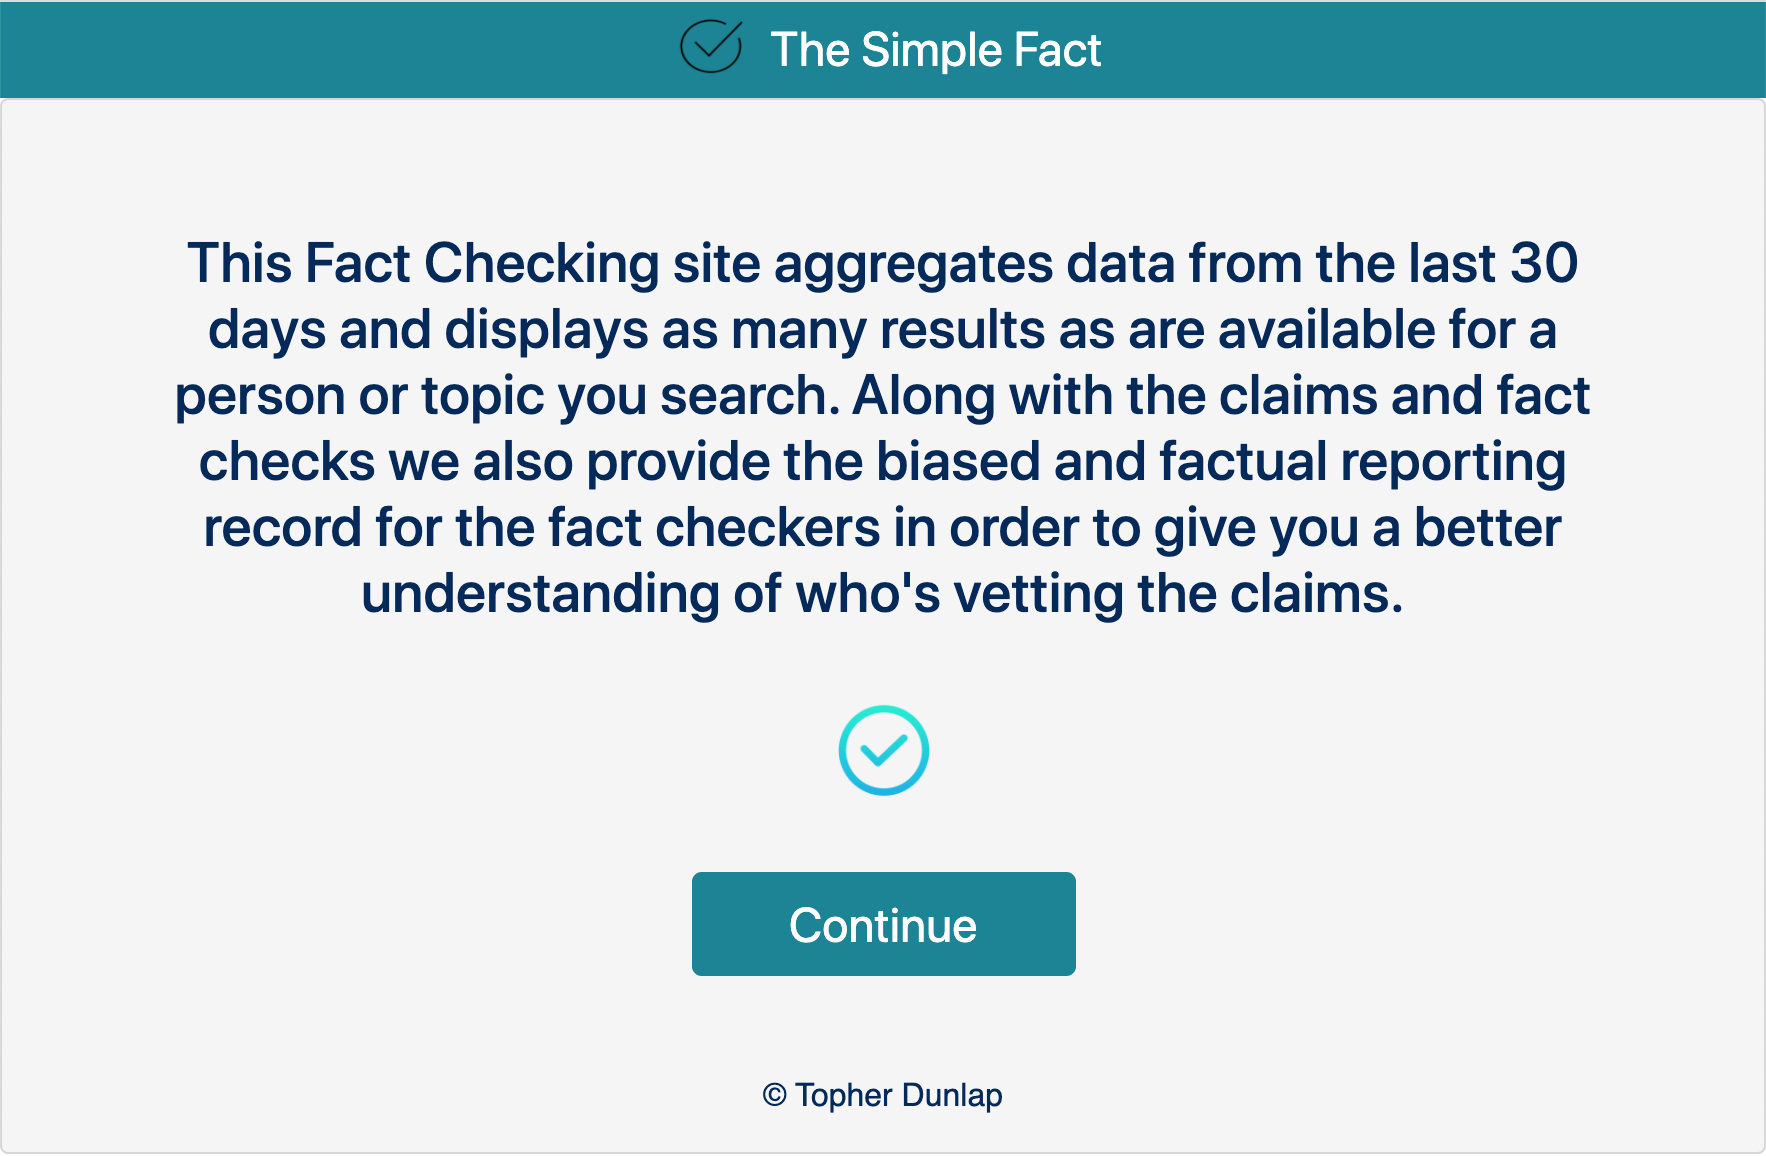 The Simple Fact
This Fact Checking site aggregates data from the last 30
days and displays as many results as are available for a
person or topic you search. Along with the claims and fact
checks we also provide the biased and factual reporting
record for the fact checkers in order to give you a better
understanding of who's vetting the claims.
Continue
© Topher Dunlap